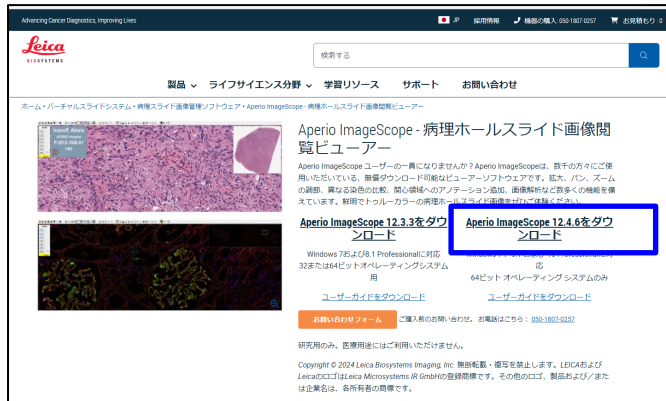 Advancing Cancer Diagnostics, Improving Lives
JP 採用情報 機器の購入: 050-1807-0257 お見積もり: 0
Leica
BIOSYSTEMS
検索する
製品 ライフサイエンス分野 学習リソース サポート お問い合わせ
ホーム・バーチャルスライドシステム・病理スライド画像管理ソフトウェア・Aperio ImageScope - 病理ホールスライド画像閲覧ビューアー
Aperio ImageScope - 病理ホールスライド画像閲
覧ビューアー
Aperio ImageScope ユーザーの一員になりませんか？Aperio ImageScopeは、数千の方々にご使
用いただいている、無償ダウンロード可能なビューアーソフトウェアです。拡大、パン、ズーム
の調節、異なる染色の比較、関心領域へのアノテーション追加、画像解析など数多くの機能を備
えています。鮮明でトゥルーカラーの病理ホールスライド画像をぜひご体験ください。
Aperio ImageScope 12.3.3をダウ
ンロード
Windows 7および8.1 Professionalに対応
32または64ビットオペレーティングシステム
用
ユーザーガイドをダウンロード
Aperio ImageScope 12.4.6をダウ
ンロード
応
64ビット オペレーティング システムのみ
ユーザーガイドをダウンロード
お問い合わせフォーム ご購入前のお問い合わせ。 お電話はこちら： 050-1807-0257
研究用のみ。医療用途にはご利用いただけません。
Copyright © 2024 Leica Biosystems Imaging, Inc. 無断転載・複写を禁止します。LEICAおよび
LeicaのロゴはLeica Microsystems IR GmbHの登録商標です。その他のロゴ、製品および／また
は企業名は、各所有者の商標です。